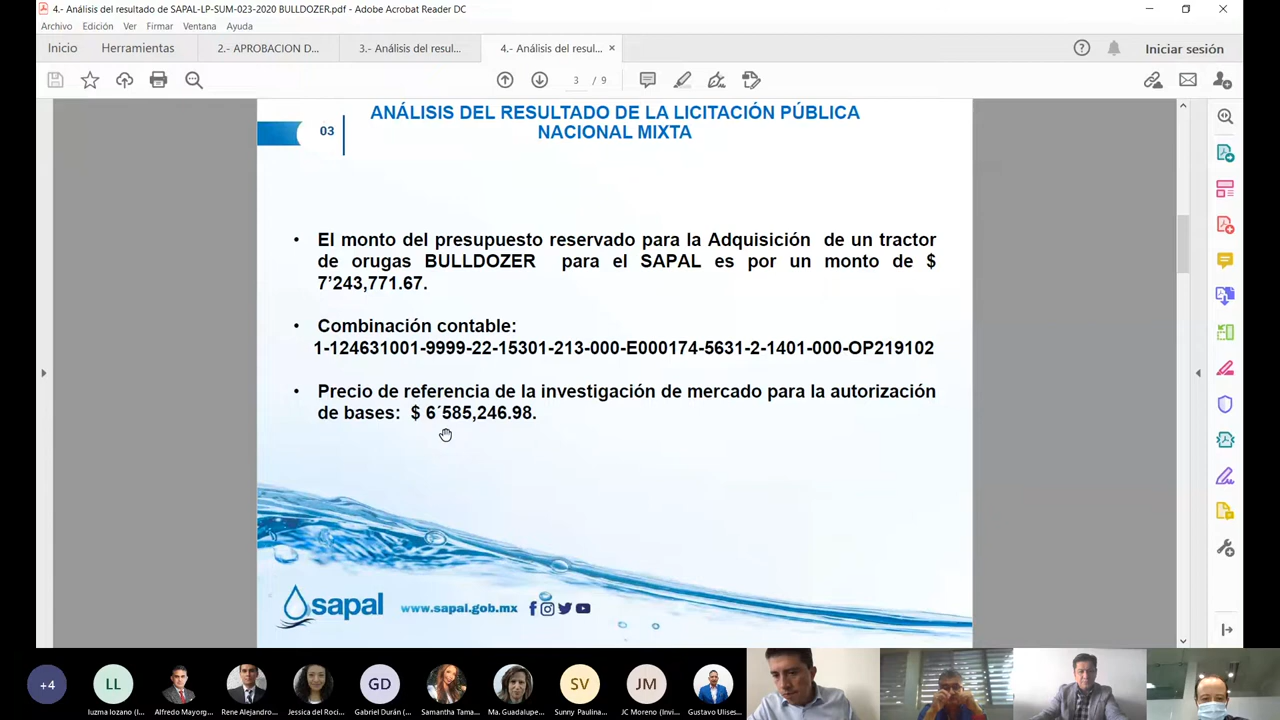 4.- Análisis del resultado de SAPAL-LP-SUM-023-2020 BULLDOZER.pdf - Adobe Acrobat Reader DC
Archivo Edición Ver Firmar Ventana Ayuda
Inicio Herramientas 2.- APROBACION D... 3.- Análisis del resul... 4.- Análisis del resul... Iniciar sesión
3 / 9
ANÁLISIS DEL RESULTADO DE LA LICITACIÓN PÚBLICA
NACIONAL MIXTA
03
• El monto del presupuesto reservado para la Adquisición de un tractor
de orugas BULLDOZER para el SAPAL es por un monto de $
7’243,771.67.
• Combinación contable:
1-124631001-9999-22-15301-213-000-E000174-5631-2-1401-000-OP219102
• Precio de referencia de la investigación de mercado para la autorización
de bases: $ 6´585,246.98.
sapal www.sapal.gob.mx
+4 LL GD SV JM
luzma lozano (I... Alfredo Mayorg... Rene Alejandro... Jessica del Roci... Gabriel Durán (... Samantha Tama... Ma. Guadalupe... Sunny Paulina... JC Moreno (Invi... Gustavo Ulises...